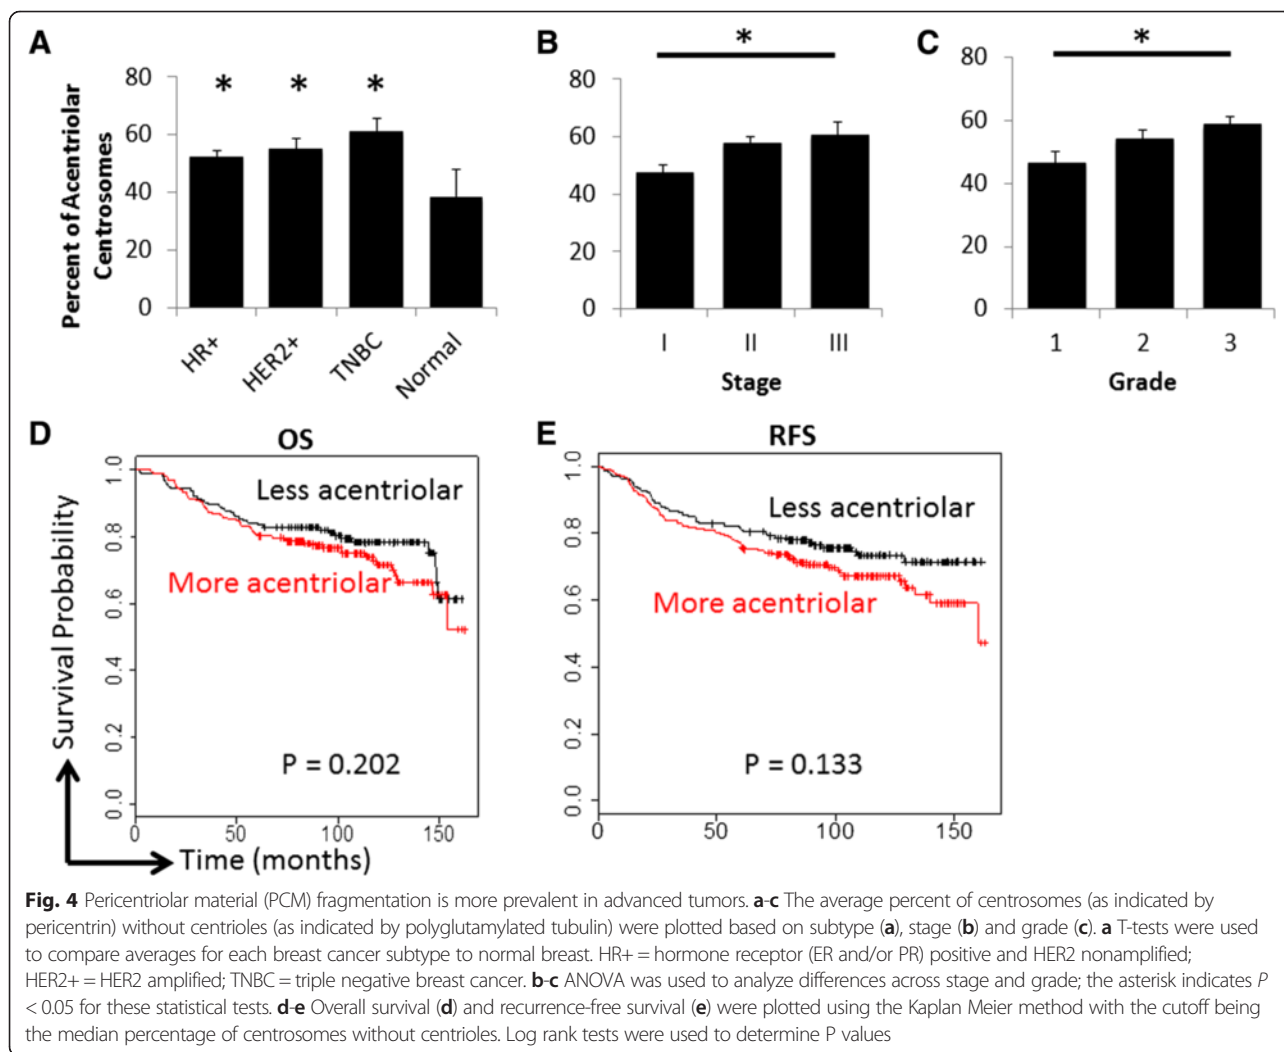 A
B
C
*
*
*
*
*
Percent of Acentriolar
Centrosomes
80
60
40
20
0
HR+
HER2+
TNBC
Normal
80
60
40
20
0
I
II
III
Stage
80
60
40
20
0
1
2
3
Grade
D
OS
Survival Probability
1.0
0.8
0.6
0.4
0.2
0.0
Less acentriolar
More acentriolar
P = 0.202
0
50
100
150
Time (months)
E
RFS
1.0
0.8
0.6
0.4
0.2
0.0
Less acentriolar
More acentriolar
P = 0.133
0
50
100
150
Fig. 4 Pericentriolar material (PCM) fragmentation is more prevalent in advanced tumors. a-c The average percent of centrosomes (as indicated by
pericentrin) without centrioles (as indicated by polyglutamylated tubulin) were plotted based on subtype (a), stage (b) and grade (c). a T-tests were used
to compare averages for each breast cancer subtype to normal breast. HR+ = hormone receptor (ER and/or PR) positive and HER2 nonamplified;
HER2+ = HER2 amplified; TNBC = triple negative breast cancer. b-c ANOVA was used to analyze differences across stage and grade; the asterisk indicates P
< 0.05 for these statistical tests. d-e Overall survival (d) and recurrence-free survival (e) were plotted using the Kaplan Meier method with the cutoff being
the median percentage of centrosomes without centrioles. Log rank tests were used to determine P values